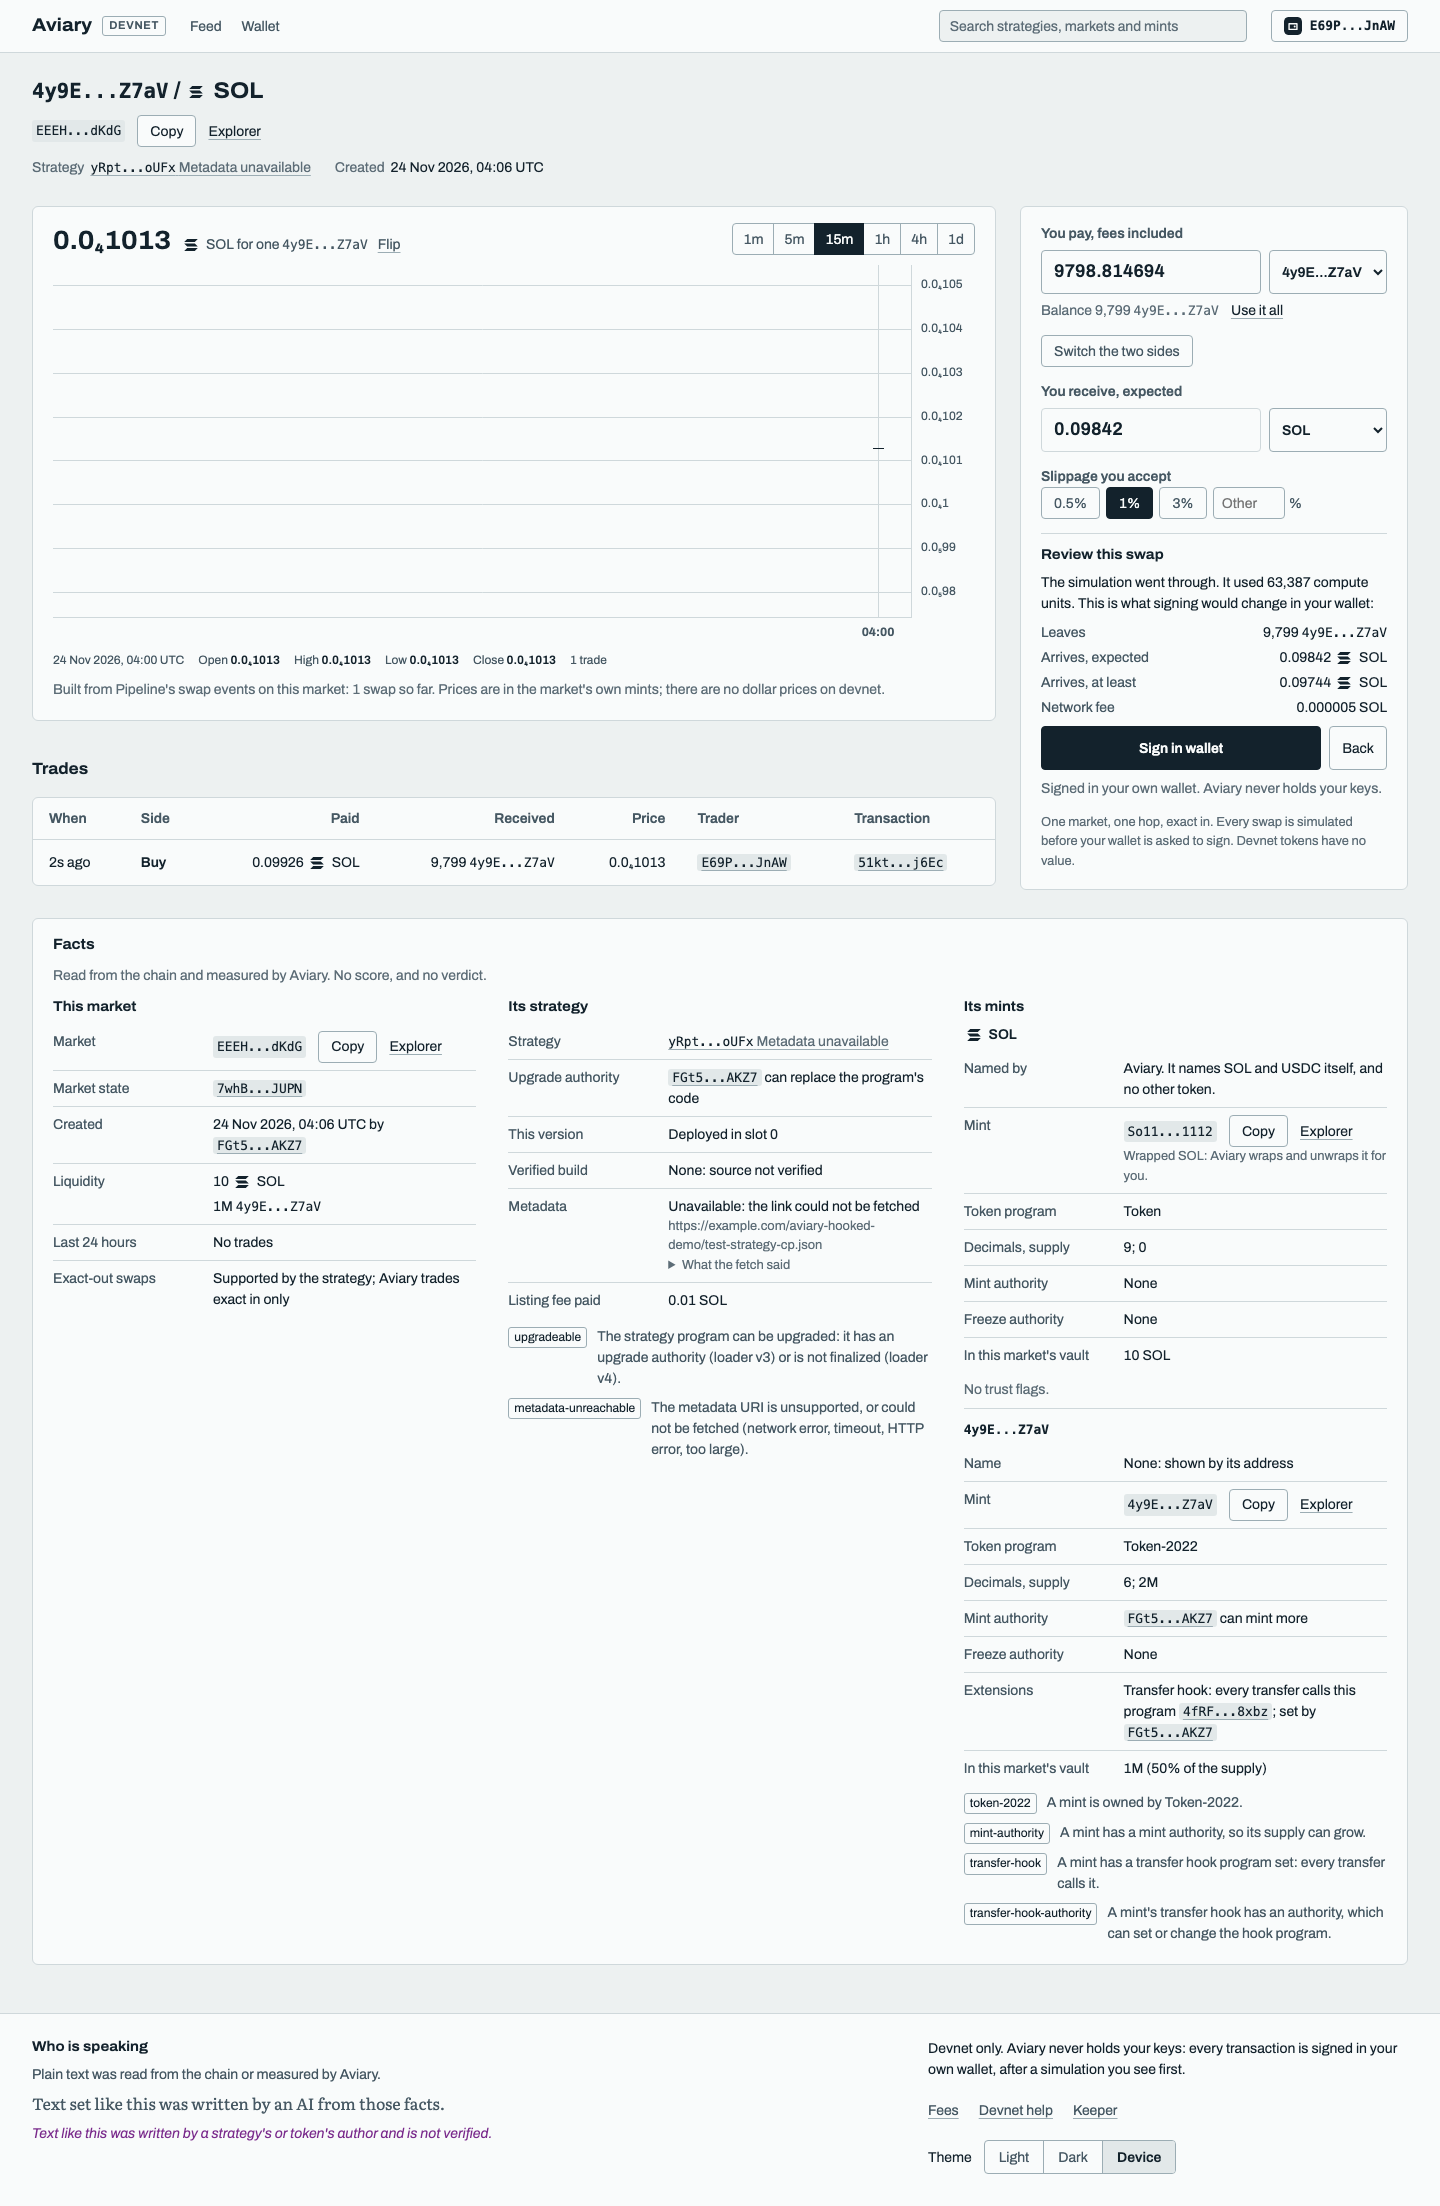 Aviary DEVNET Feed Wallet Search strategies, markets and mints E69P...JnAW
4y9E...Z7aV / SOL
EEEH...dKdG Copy Explorer
Strategy yRpt...oUFx Metadata unavailable Created 24 Nov 2026, 04:06 UTC
0.0₄1013 SOL for one 4y9E...Z7aV Flip
1m 5m 15m 1h 4h 1d
0.0₄105
0.0₄104
0.0₄103
0.0₄102
0.0₄101
0.0₄1
0.0₅99
0.0₅98
04:00
24 Nov 2026, 04:00 UTC Open 0.0₄1013 High 0.0₄1013 Low 0.0₄1013 Close 0.0₄1013 1 trade
Built from Pipeline's swap events on this market: 1 swap so far. Prices are in the market's own mints; there are no dollar prices on devnet.
You pay, fees included
9798.814694 4y9E...Z7aV
Balance 9,799 4y9E...Z7aV Use it all
Switch the two sides
You receive, expected
0.09842 SOL
Slippage you accept
0.5% 1% 3% Other %
Review this swap
The simulation went through. It used 63,387 compute
units. This is what signing would change in your wallet:
Leaves 9,799 4y9E...Z7aV
Arrives, expected 0.09842 SOL
Arrives, at least 0.09744 SOL
Network fee 0.000005 SOL
Sign in wallet Back
Signed in your own wallet. Aviary never holds your keys.
One market, one hop, exact in. Every swap is simulated
before your wallet is asked to sign. Devnet tokens have no
value.
Trades
When Side Paid Received Price Trader Transaction
2s ago Buy 0.09926 SOL 9,799 4y9E...Z7aV 0.0₄1013 E69P...JnAW 51kt...j6Ec
Facts
Read from the chain and measured by Aviary. No score, and no verdict.
This market
Market EEEH...dKdG Copy Explorer
Market state 7whB...JUPN
Created 24 Nov 2026, 04:06 UTC by
FGt5...AKZ7
Liquidity 10 SOL
1M 4y9E...Z7aV
Last 24 hours No trades
Exact-out swaps Supported by the strategy; Aviary trades
exact in only
Its strategy
Strategy yRpt...oUFx Metadata unavailable
Upgrade authority FGt5...AKZ7 can replace the program's
code
This version Deployed in slot 0
Verified build None: source not verified
Metadata Unavailable: the link could not be fetched
https://example.com/aviary-hooked-
demo/test-strategy-cp.json
▶ What the fetch said
Listing fee paid 0.01 SOL
upgradeable The strategy program can be upgraded: it has an
upgrade authority (loader v3) or is not finalized (loader
v4).
metadata-unreachable The metadata URI is unsupported, or could
not be fetched (network error, timeout, HTTP
error, too large).
Its mints
SOL
Named by Aviary. It names SOL and USDC itself, and
no other token.
Mint So11...1112 Copy Explorer
Wrapped SOL: Aviary wraps and unwraps it for
you.
Token program Token
Decimals, supply 9; 0
Mint authority None
Freeze authority None
In this market's vault 10 SOL
No trust flags.
4y9E...Z7aV
Name None: shown by its address
Mint 4y9E...Z7aV Copy Explorer
Token program Token-2022
Decimals, supply 6; 2M
Mint authority FGt5...AKZ7 can mint more
Freeze authority None
Extensions Transfer hook: every transfer calls this
program 4fRF...8xbz; set by
FGt5...AKZ7
In this market's vault 1M (50% of the supply)
token-2022 A mint is owned by Token-2022.
mint-authority A mint has a mint authority, so its supply can grow.
transfer-hook A mint has a transfer hook program set: every transfer
calls it.
transfer-hook-authority A mint's transfer hook has an authority, which
can set or change the hook program.
Who is speaking
Plain text was read from the chain or measured by Aviary.
Text set like this was written by an AI from those facts.
Text like this was written by a strategy's or token's author and is not verified.
Devnet only. Aviary never holds your keys: every transaction is signed in your
own wallet, after a simulation you see first.
Fees Devnet help Keeper
Theme Light Dark Device